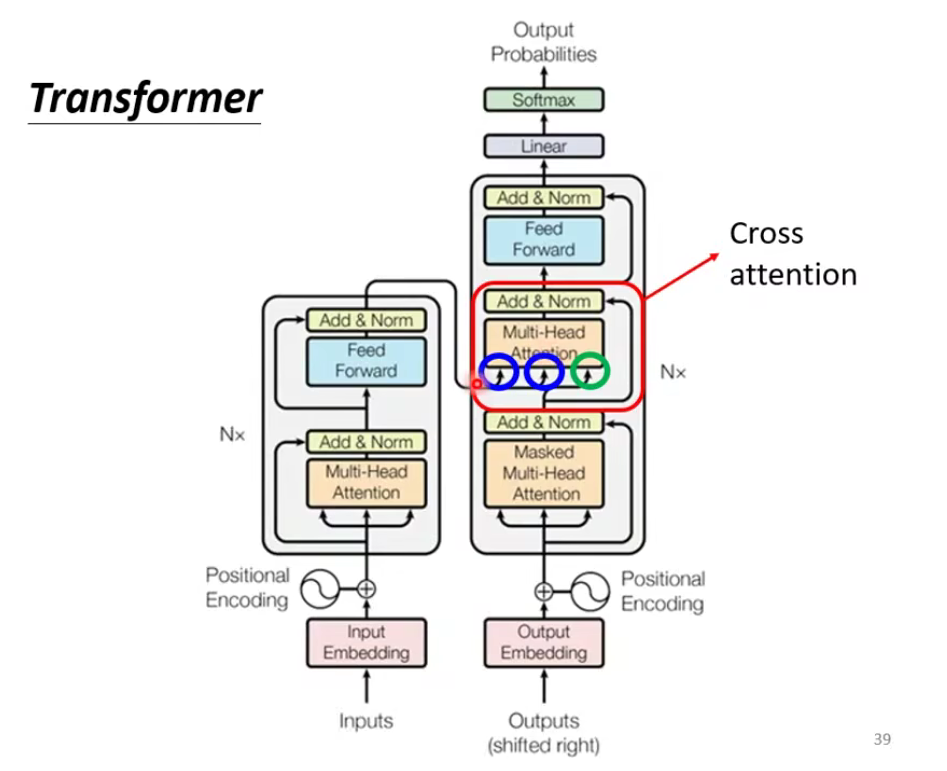 Transformer
Output
Probabilities
Softmax
Linear
Add & Norm
Feed
Forward
Add & Norm
Multi-Head
Attention
Nx
Add & Norm
Masked
Multi-Head
Attention
Positional
Encoding
Output
Embedding
Outputs
(shifted right)
Cross
attention
Add & Norm
Feed
Forward
Nx
Add & Norm
Multi-Head
Attention
Positional
Encoding
Input
Embedding
Inputs
39